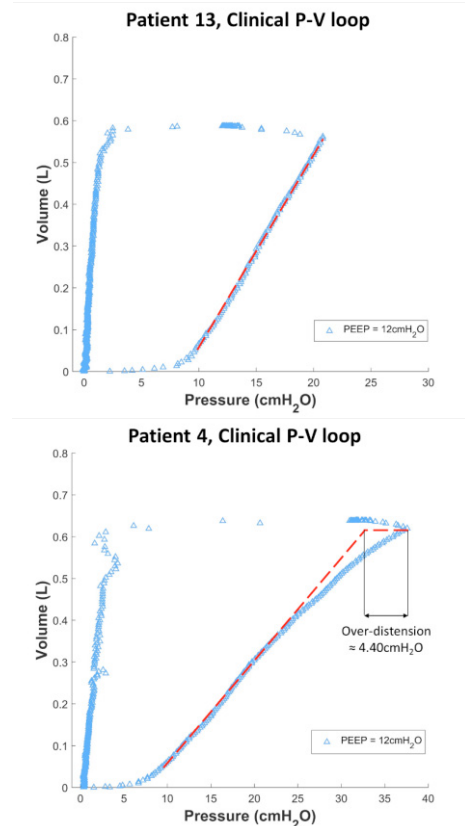 Patient 13, Clinical P-V loop
0.8
0.7
0.6
0.5
0.4
0.3
0.2
0.1
0
Volume (L)
PEEP = 12cmH₂O
0 5 10 15 20 25 30
Pressure (cmH₂O)
Patient 4, Clinical P-V loop
0.8
0.7
0.6
0.5
0.4
0.3
0.2
0.1
0
Volume (L)
Over-distension
≈ 4.40cmH₂O
PEEP = 12cmH₂O
0 5 10 15 20 25 30 35 40
Pressure (cmH₂O)